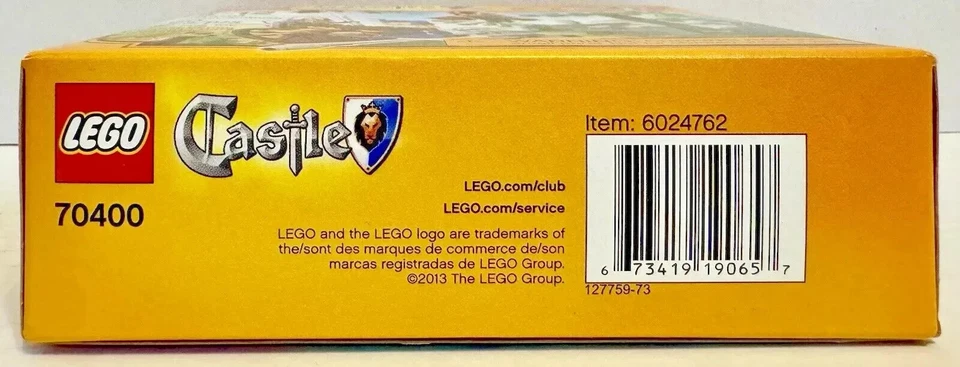 LEGO
Castle
70400
LEGO.com/club
LEGO.com/service
LEGO and the LEGO logo are trademarks of
the/sont des marques de commerce de/son
marcas registradas de LEGO Group.
©2013 The LEGO Group.
Item: 6024762
6 73419 19065 7
127759-73